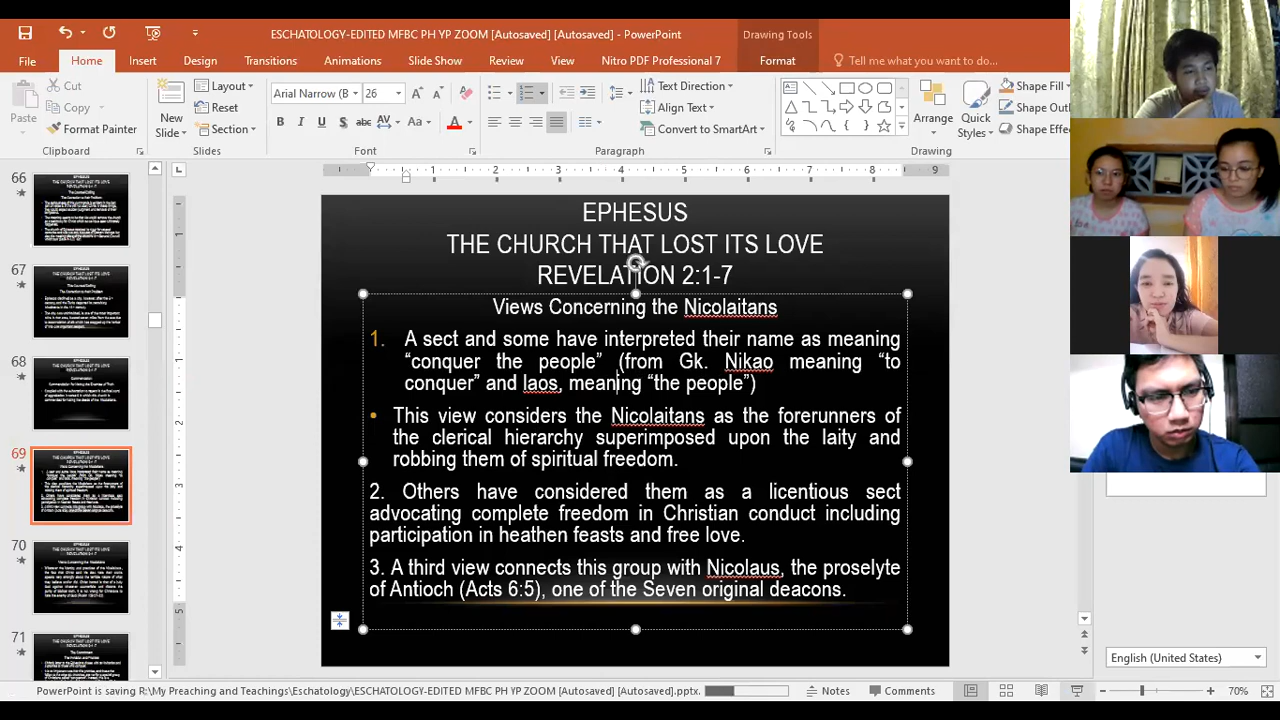 ESCHATOLOGY-EDITED MFBC PH YP ZOOM [Autosaved] [Autosaved] - PowerPoint
Drawing Tools
File Home Insert Design Transitions Animations Slide Show Review View Nitro PDF Professional 7 Format Tell me what you want to do...
Cut Layout Text Direction Shape Fill
Copy Reset Arial Narrow (B 26 Align Text Shape Out
Paste Format Painter New Slide Section Convert to SmartArt Arrange Quick Styles Shape Effe
Clipboard Slides Font Paragraph Drawing
66
67
68
69
70
71
EPHESUS
THE CHURCH THAT LOST ITS LOVE
REVELATION 2:1-7
Views Concerning the Nicolaitans
1. A sect and some have interpreted their name as meaning
“conquer the people” (from Gk. Nikao meaning “to
conquer” and laos, meaning “the people”)
• This view considers the Nicolaitans as the forerunners of
the clerical hierarchy superimposed upon the laity and
robbing them of spiritual freedom.
2. Others have considered them as a licentious sect
advocating complete freedom in Christian conduct including
participation in heathen feasts and free love.
3. A third view connects this group with Nicolaus, the proselyte
of Antioch (Acts 6:5), one of the Seven original deacons.
English (United States)
PowerPoint is saving R:\My Preaching and Teachings\Eschatology\ESCHATOLOGY-EDITED MFBC PH YP ZOOM [Autosaved] [Autosaved].pptx. Notes Comments 70%